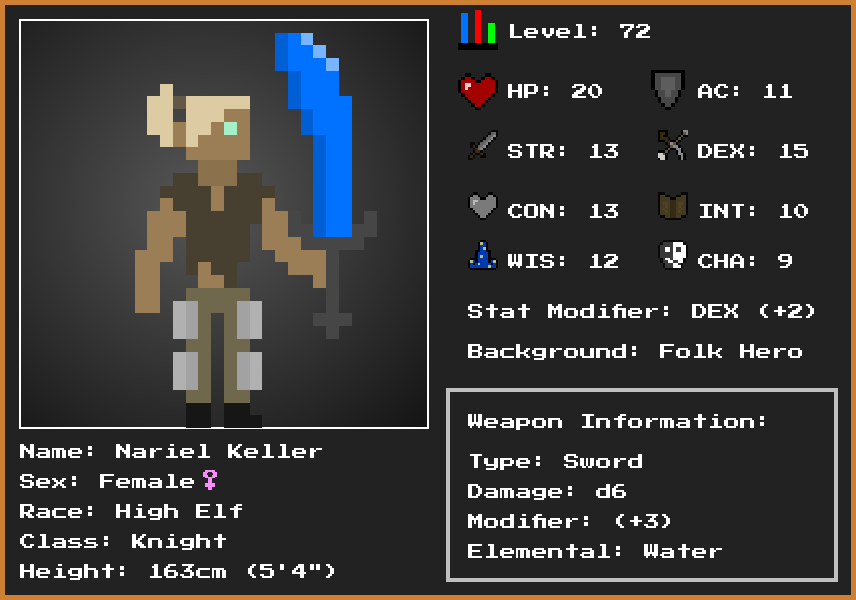 Level: 72
HP: 20
AC: 11
STR: 13
DEX: 15
CON: 13
INT: 10
WIS: 12
CHA: 9
Stat Modifier: DEX (+2)
Background: Folk Hero
Weapon Information:
Type: Sword
Damage: d6
Modifier: (+3)
Elemental: Water
Name: Nariel Keller
Sex: Female♀
Race: High Elf
Class: Knight
Height: 163cm (5'4")